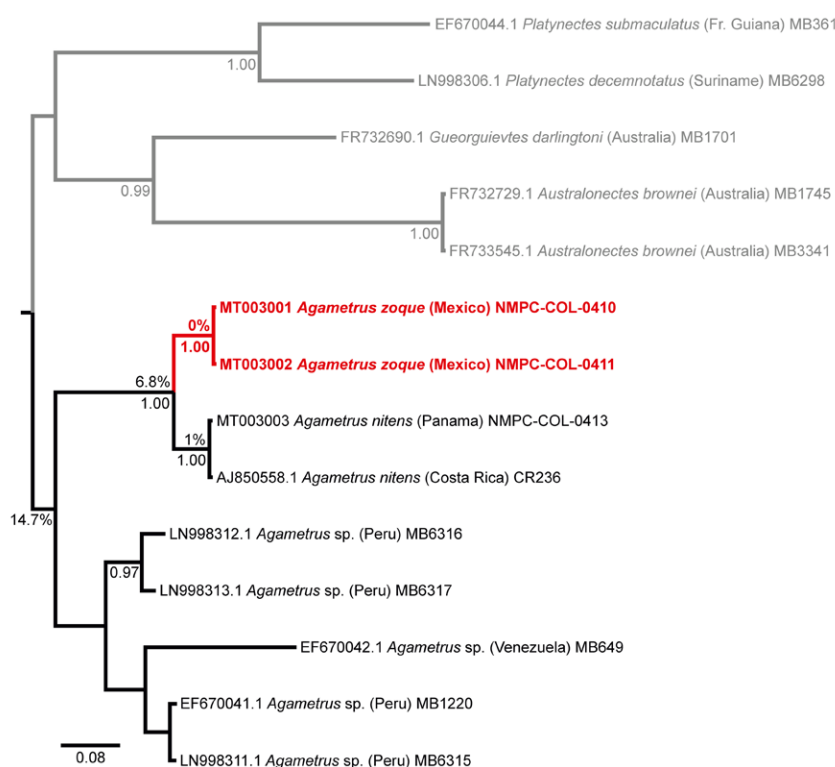 EF670044.1 Platynectes submaculatus (Fr. Guiana) MB361
1.00
LN998306.1 Platynectes decemnotatus (Suriname) MB6298
FR732690.1 Gueorguievtes darlingtoni (Australia) MB1701
0.99
FR732729.1 Australonectes brownei (Australia) MB1745
1.00
FR733545.1 Australonectes brownei (Australia) MB3341
MT003001 Agametrus zoque (Mexico) NMPC-COL-0410
0%
1.00
MT003002 Agametrus zoque (Mexico) NMPC-COL-0411
6.8%
1.00
MT003003 Agametrus nitens (Panama) NMPC-COL-0413
1%
1.00
AJ850558.1 Agametrus nitens (Costa Rica) CR236
14.7%
LN998312.1 Agametrus sp. (Peru) MB6316
0.97
LN998313.1 Agametrus sp. (Peru) MB6317
EF670042.1 Agametrus sp. (Venezuela) MB649
EF670041.1 Agametrus sp. (Peru) MB1220
0.08
LN998311.1 Agametrus sp. (Peru) MB6315